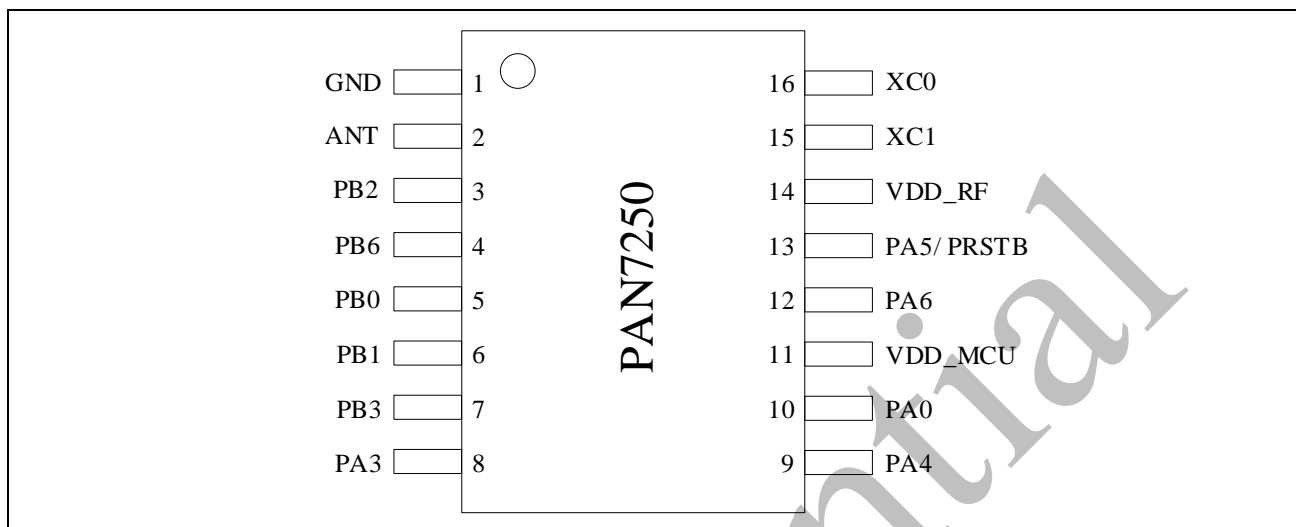 GND 1 16 XC0
ANT 2 15 XC1
PB2 3 14 VDD_RF
PB6 4 13 PA5/ PRSTB
PB0 5 12 PA6
PB1 6 11 VDD_MCU
PB3 7 10 PA0
PA3 8 9 PA4
PAN7250
ntial